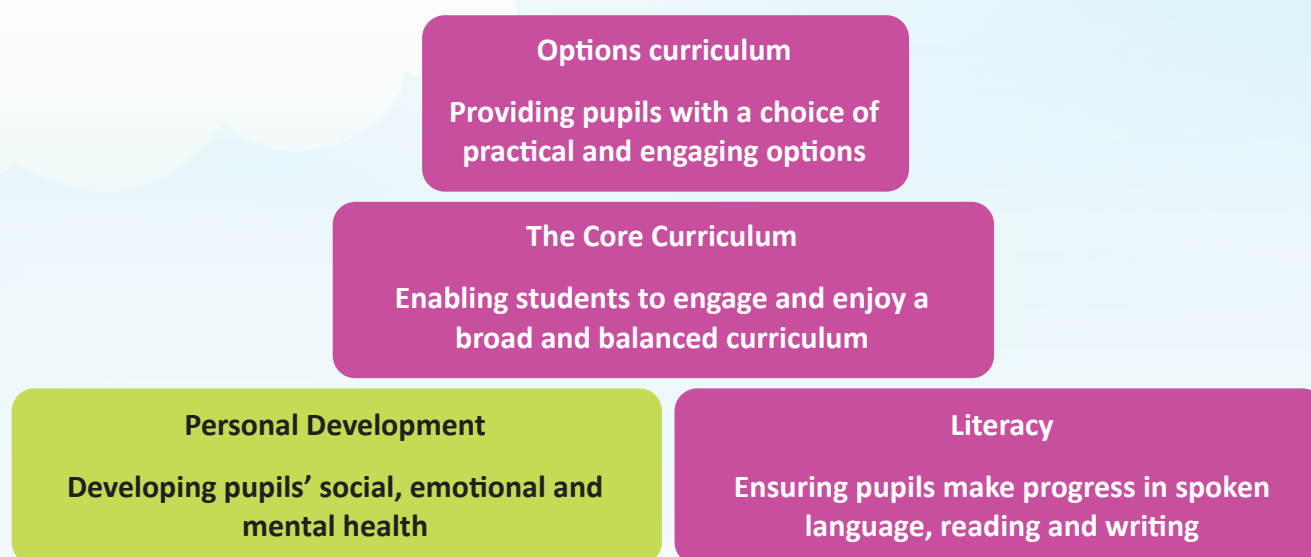 Options curriculum
Providing pupils with a choice of
practical and engaging options
The Core Curriculum
Enabling students to engage and enjoy a
broad and balanced curriculum
Personal Development
Developing pupils’ social, emotional and
mental health
Literacy
Ensuring pupils make progress in spoken
language, reading and writing